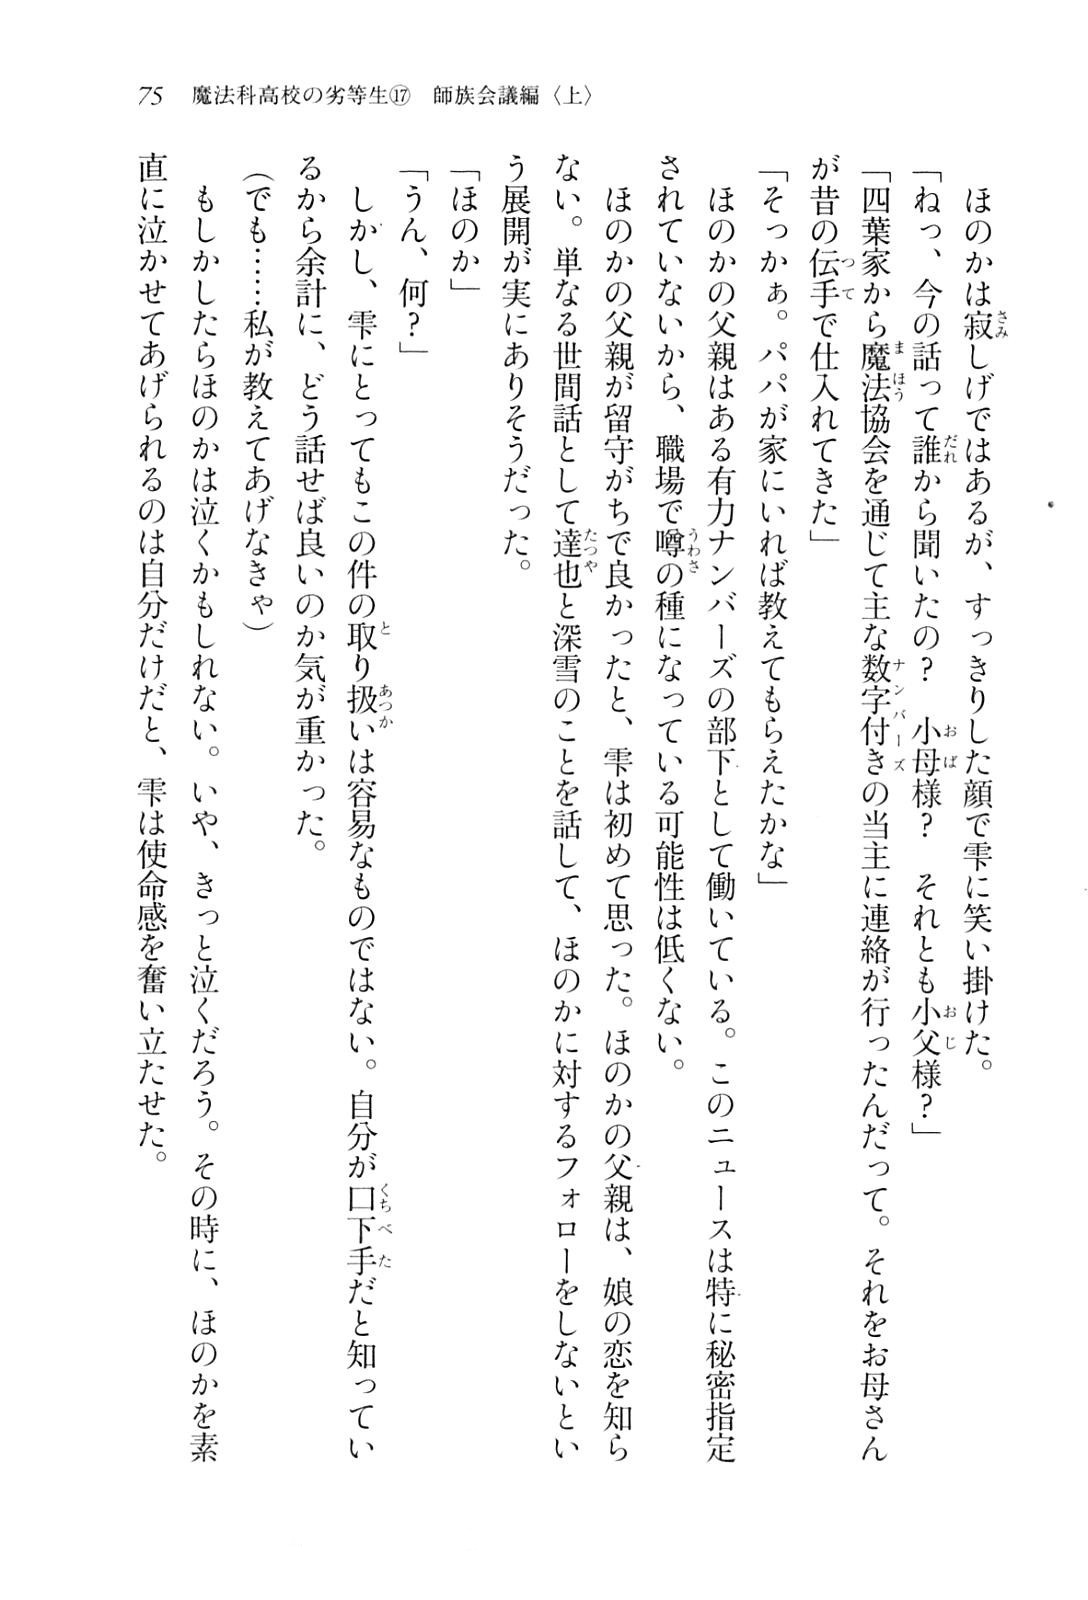 75　魔法科高校の劣等生⑰　師族会議編〈上〉
　ほのかは寂しげではあるが、すっきりした顔で雫に笑い掛けた。
「ねっ、今の話って誰から聞いたの？　小母様？　それとも小父様？」
「四葉家から魔法協会を通じて主な数字付きの当主に連絡が行ったんだって。それをお母さん
が昔の伝手で仕入れてきた」
「そっかぁ。パパが家にいれば教えてもらえたかな」
　ほのかの父親はある有力ナンバーズの部下として働いている。このニュースは特に秘密指定
されていないから、職場で噂の種になっている可能性は低くない。
　ほのかの父親が留守がちで良かったと、雫は初めて思った。ほのかの父親は、娘の恋を知ら
ない。単なる世間話として達也と深雪のことを話して、ほのかに対するフォローをしないとい
う展開が実にありそうだった。
「ほのか」
「うん、何？」
　しかし、雫にとってもこの件の取り扱いは容易なものではない。自分が口下手だと知ってい
るから余計に、どう話せば良いのか気が重かった。
（でも……私が教えてあげなきゃ）
　もしかしたらほのかは泣くかもしれない。いや、きっと泣くだろう。その時に、ほのかを素
直に泣かせてあげられるのは自分だけだと、雫は使命感を奮い立たせた。